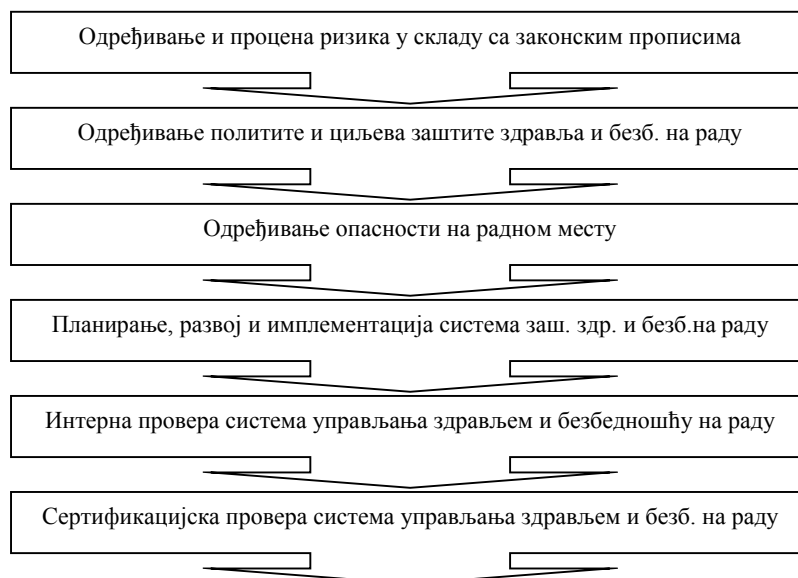 Одређивање и процена ризика у складу са законским прописима
Одређивање политите и циљева заштите здравља и безб. на раду
Одређивање опасности на радном месту
Планирање, развој и имплементација система заш. здр. и безб.на раду
Интерна провера система управљања здрављем и безбедношћу на раду
Сертификацијска провера система управљања здрављем и безб. на раду